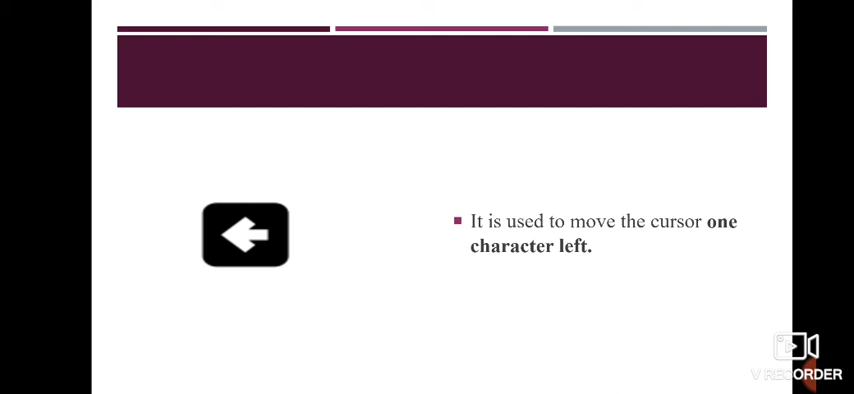 It is used to move the cursor one
character left.
V RECORDER